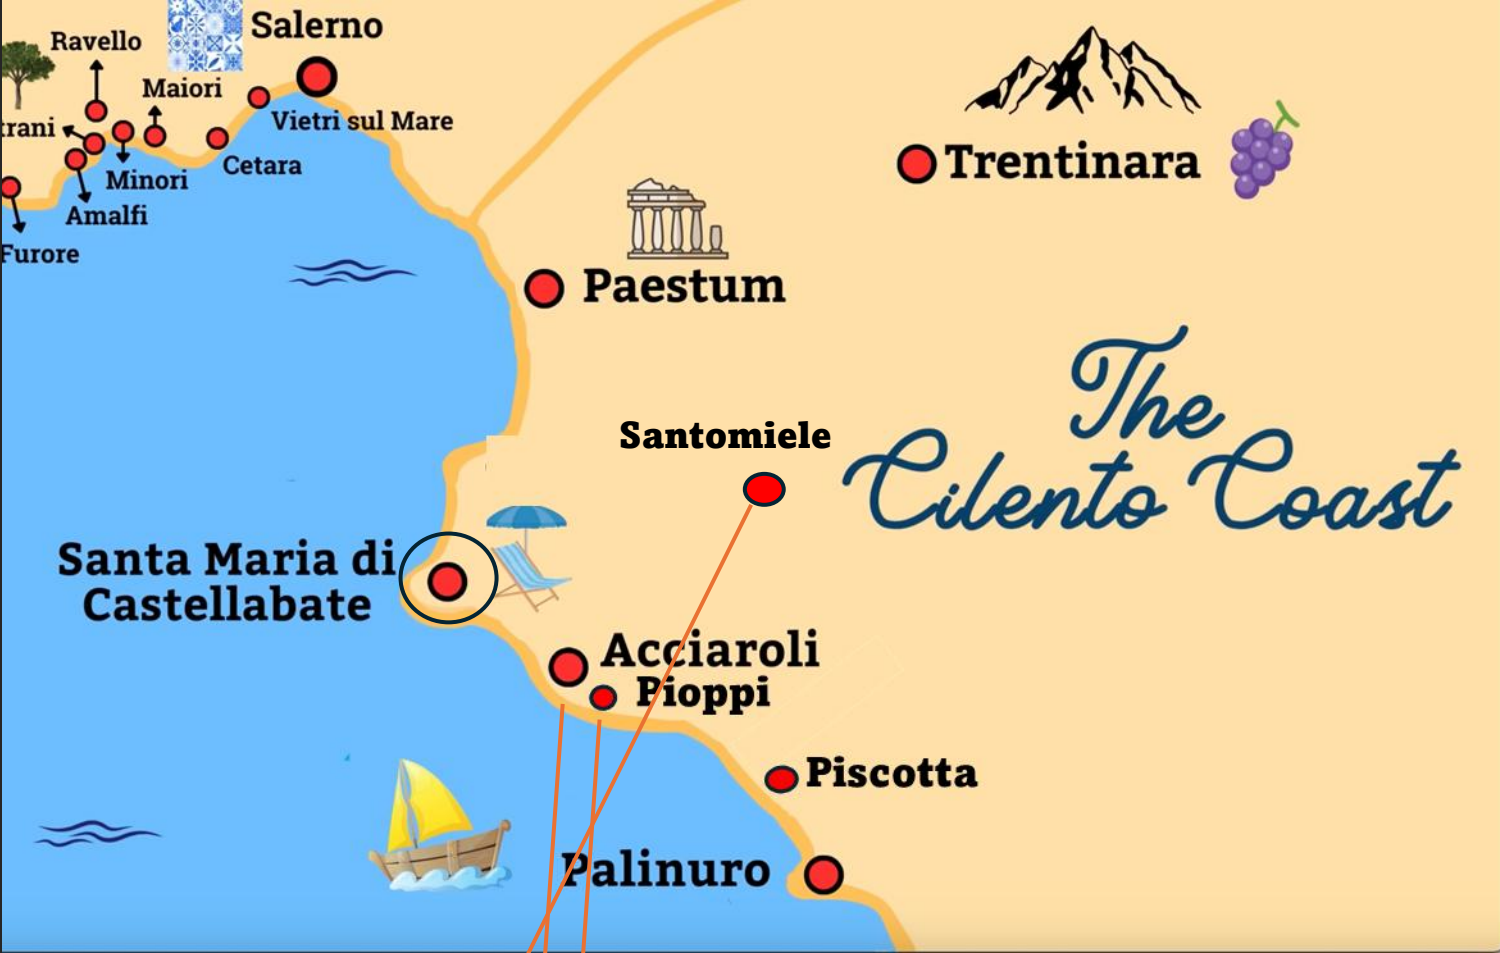 Salerno
Ravello
Maiori
trani
Vietri sul Mare
Cetara
Minori
Amalfi
Furore
Trentinara
Paestum
The
Cilento Coast
Santomiele
Santa Maria di
Castellabate
Acciaroli
Pioppi
Piscotta
Palinuro